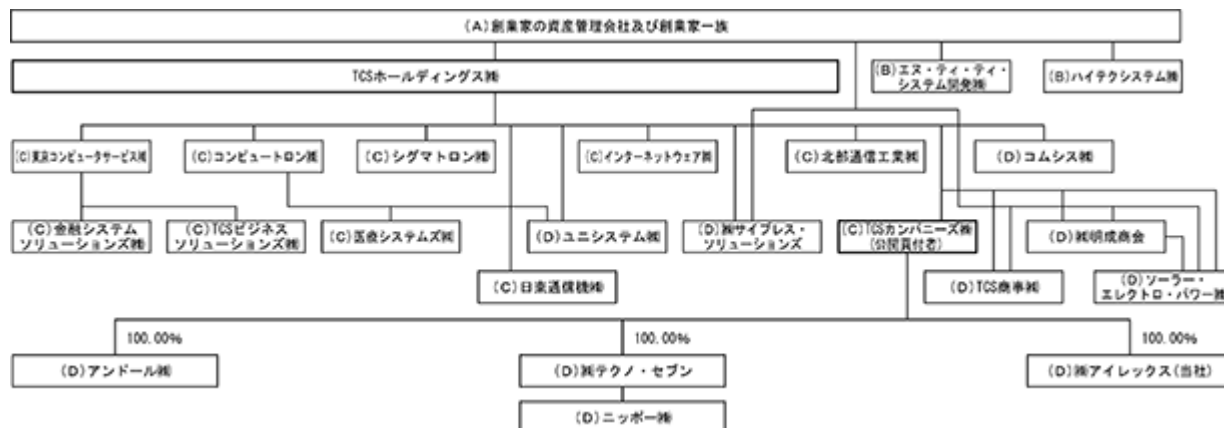 (A)創業家の資産管理会社及び創業家一族
TCSホールディングス㈱
(B)エヌ・ティ・ティ・
システム開発㈱
(B)ハイテクシステム㈱
(C)東京コンピュータサービス㈱
(C)コンピュートロン㈱
(C)シグマトロン㈱
(C)インターネットウェア㈱
(C)北部通信工業㈱
(D)コムシス㈱
(C)金融システム
ソリューションズ㈱
(C)TCSビジネス
ソリューションズ㈱
(C)医療システムズ㈱
(D)ユニシステム㈱
(D)㈱サイプレス・
ソリューションズ
(C)TCSカンパニーズ㈱
(公開買付者)
(D)㈱明成商会
(C)日東通信機㈱
(D)TCS商事㈱
(D)ソーラー・
エレクトロ・パワー㈱
100.00%
100.00%
100.00%
(D)アンドール㈱
(D)㈱テクノ・セブン
(D)㈱アイレックス(当社)
(D)ニッポー㈱